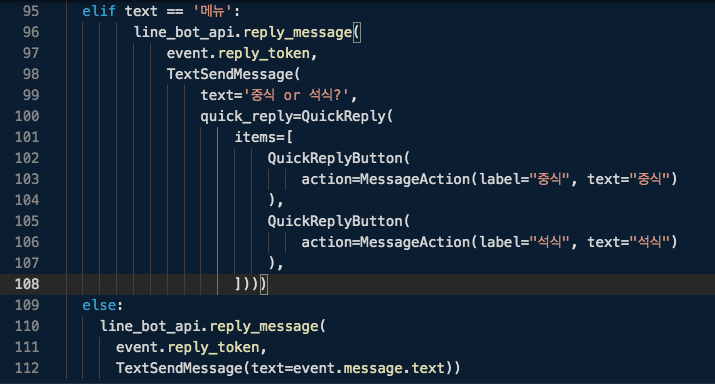 95 elif text == '메뉴':
96 line_bot_api.reply_message(
97 event.reply_token,
98 TextSendMessage(
99 text='중식 or 석식?',
100 quick_reply=QuickReply(
101 items=[
102 QuickReplyButton(
103 action=MessageAction(label="중식", text="중식")
104 ),
105 QuickReplyButton(
106 action=MessageAction(label="석식", text="석식")
107 ),
108 ])))
109 else:
110 line_bot_api.reply_message(
111 event.reply_token,
112 TextSendMessage(text=event.message.text))